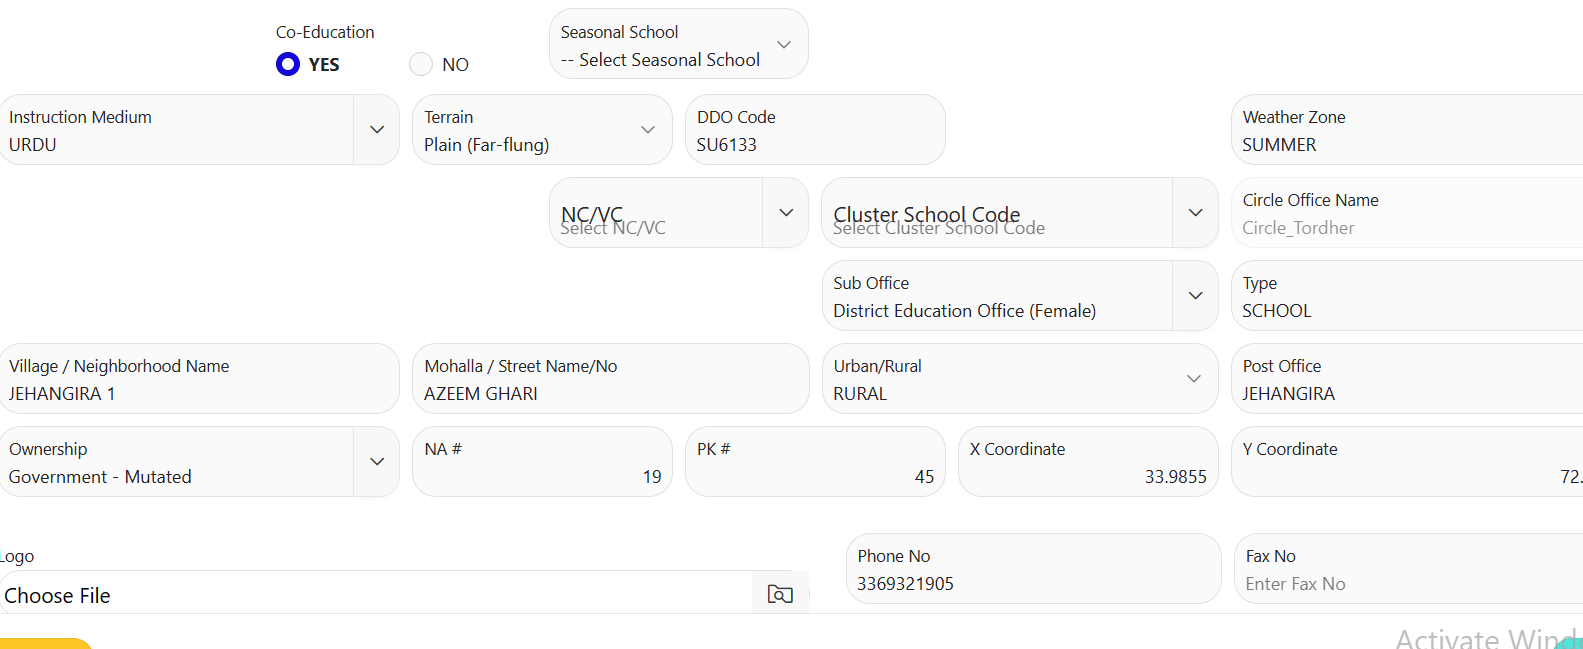 Co-Education
YES
NO
Seasonal School
-- Select Seasonal School
Instruction Medium
URDU
Terrain
Plain (Far-flung)
DDO Code
SU6133
Weather Zone
SUMMER
NC/VC
Select NC/VC
Cluster School Code
Select Cluster School Code
Circle Office Name
Circle_Tordher
Sub Office
District Education Office (Female)
Type
SCHOOL
Village / Neighborhood Name
JEHANGIRA 1
Mohalla / Street Name/No
AZEEM GHARI
Urban/Rural
RURAL
Post Office
JEHANGIRA
Ownership
Government - Mutated
NA #
19
PK #
45
X Coordinate
33.9855
Y Coordinate
72.
Logo
Choose File
Phone No
3369321905
Fax No
Enter Fax No
Activate Wind